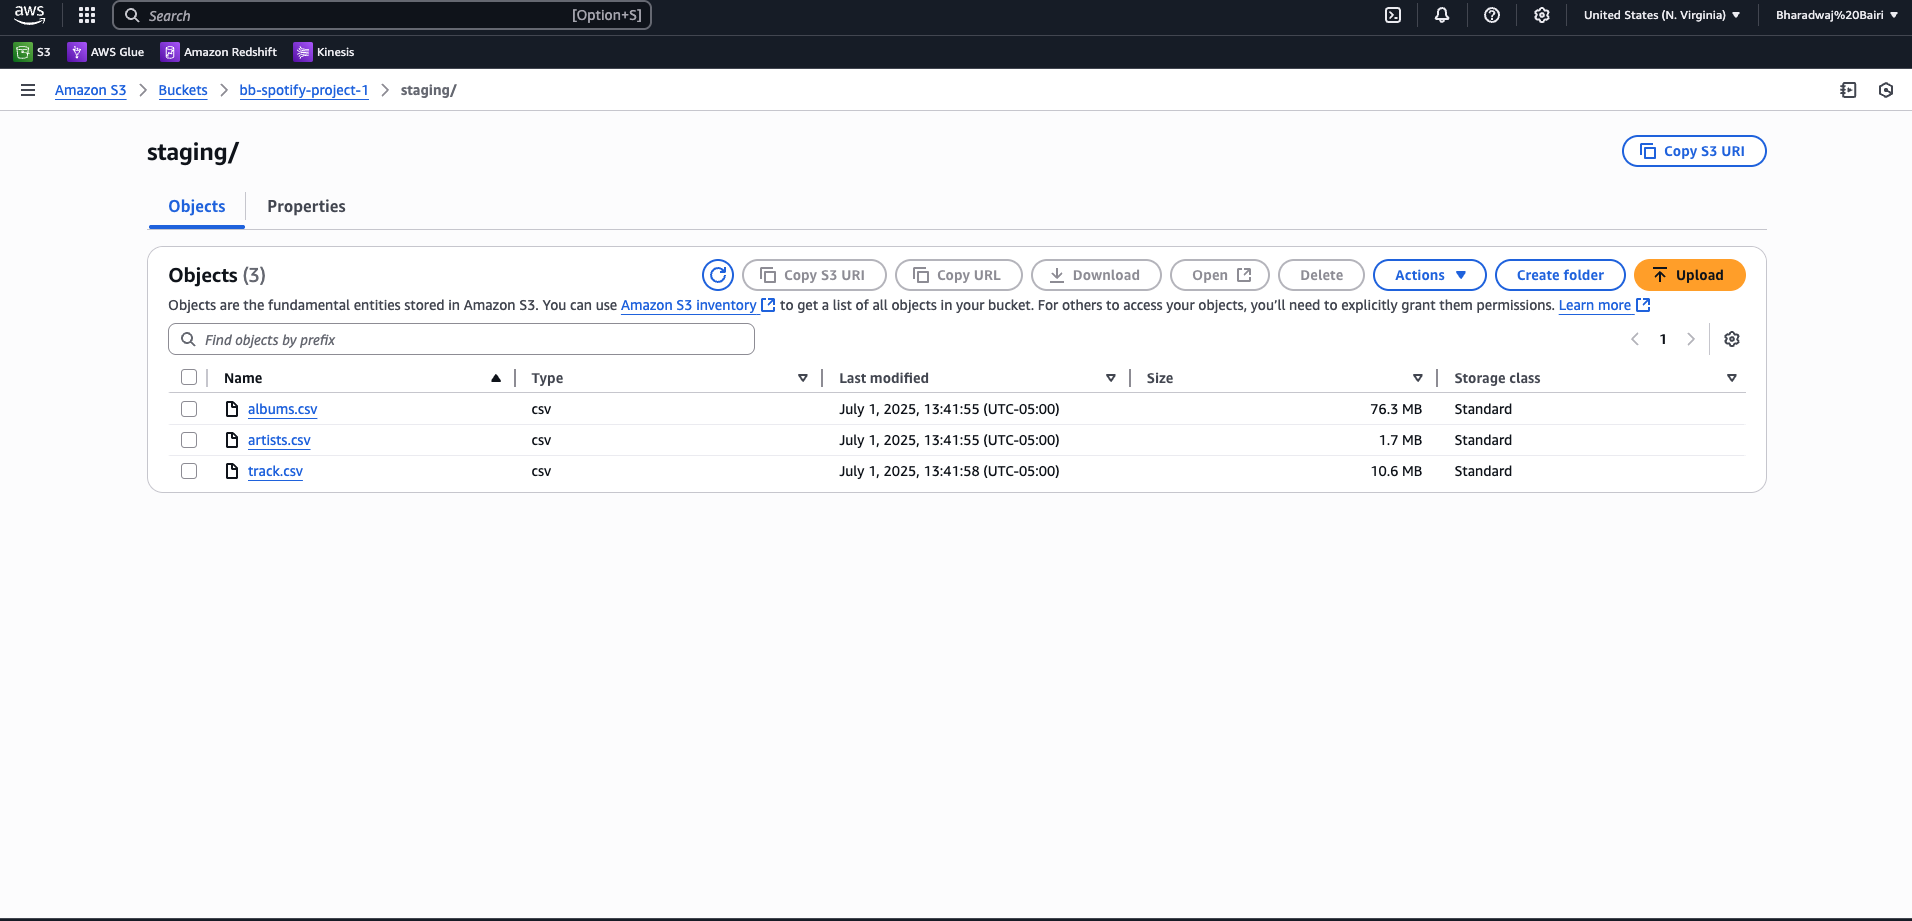 aws Search [Option+S] United States (N. Virginia) Bharadwaj%20Bairi
S3 AWS Glue Amazon Redshift Kinesis
Amazon S3 Buckets bb-spotify-project-1 staging/
staging/ Copy S3 URI
Objects Properties
Objects (3) Copy S3 URI Copy URL Download Open Delete Actions Create folder Upload
Objects are the fundamental entities stored in Amazon S3. You can use Amazon S3 inventory to get a list of all objects in your bucket. For others to access your objects, you'll need to explicitly grant them permissions. Learn more
Find objects by prefix 1
Name Type Last modified Size Storage class
albums.csv csv July 1, 2025, 13:41:55 (UTC-05:00) 76.3 MB Standard
artists.csv csv July 1, 2025, 13:41:55 (UTC-05:00) 1.7 MB Standard
track.csv csv July 1, 2025, 13:41:58 (UTC-05:00) 10.6 MB Standard